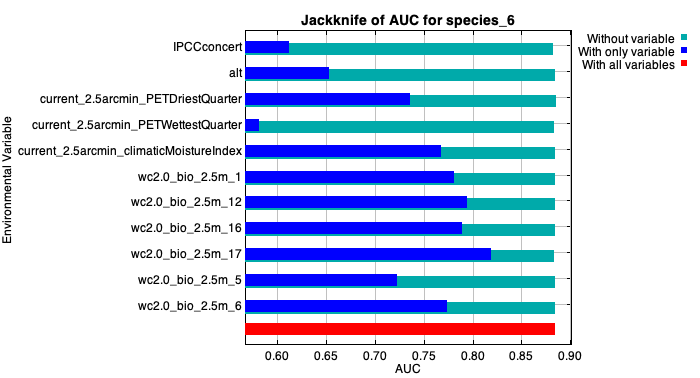 Jackknife of AUC for species_6
Without variable
With only variable
With all variables
Environmental Variable
IPCCconcert
alt
current_2.5arcmin_PETDriestQuarter
current_2.5arcmin_PETWettestQuarter
current_2.5arcmin_climaticMoistureIndex
wc2.0_bio_2.5m_1
wc2.0_bio_2.5m_12
wc2.0_bio_2.5m_16
wc2.0_bio_2.5m_17
wc2.0_bio_2.5m_5
wc2.0_bio_2.5m_6
0.60 0.65 0.70 0.75 0.80 0.85 0.90
AUC